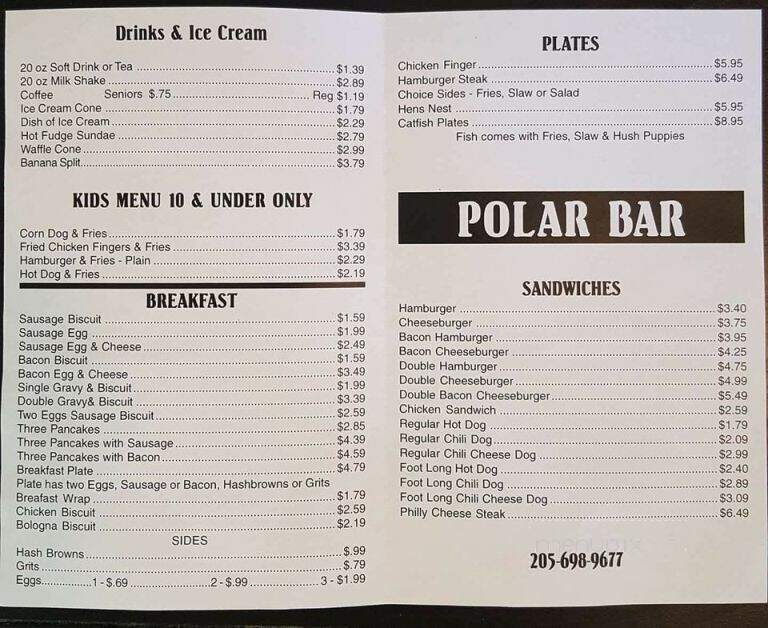 Drinks & Ice Cream
20 oz Soft Drink or Tea $1.39
20 oz Milk Shake $2.89
Coffee Seniors $.75 Reg $1.19
Ice Cream Cone $1.79
Dish of Ice Cream $2.29
Hot Fudge Sundae $2.79
Waffle Cone $2.99
Banana Split $3.79
KIDS MENU 10 & UNDER ONLY
Corn Dog & Fries $1.79
Fried Chicken Fingers & Fries $3.39
Hamburger & Fries - Plain $2.29
Hot Dog & Fries $2.19
BREAKFAST
Sausage Biscuit $1.59
Sausage Egg $1.99
Sausage Egg & Cheese $2.49
Bacon Biscuit $1.59
Bacon Egg & Cheese $3.49
Single Gravy & Biscuit $1.99
Double Gravy& Biscuit $3.39
Two Eggs Sausage Biscuit $2.59
Three Pancakes $2.85
Three Pancakes with Sausage $4.39
Three Pancakes with Bacon $4.59
Breakfast Plate $4.79
Plate has two Eggs, Sausage or Bacon, Hashbrowns or Grits
Breafast Wrap $1.79
Chicken Biscuit $2.59
Bologna Biscuit $2.19
SIDES
Hash Browns $.99
Grits $.79
Eggs 1 - $.69 2 - $.99 3 - $1.99
PLATES
Chicken Finger $5.95
Hamburger Steak $6.49
Choice Sides - Fries, Slaw or Salad
Hens Nest $5.95
Catfish Plates $8.95
Fish comes with Fries, Slaw & Hush Puppies
POLAR BAR
SANDWICHES
Hamburger $3.40
Cheeseburger $3.75
Bacon Hamburger $3.95
Bacon Cheeseburger $4.25
Double Hamburger $4.75
Double Cheeseburger $4.99
Double Bacon Cheeseburger $5.49
Chicken Sandwich $2.59
Regular Hot Dog $1.79
Regular Chili Dog $2.09
Regular Chili Cheese Dog $2.99
Foot Long Hot Dog $2.40
Foot Long Chili Dog $2.89
Foot Long Chili Cheese Dog $3.09
Philly Cheese Steak $6.49
205-698-9677